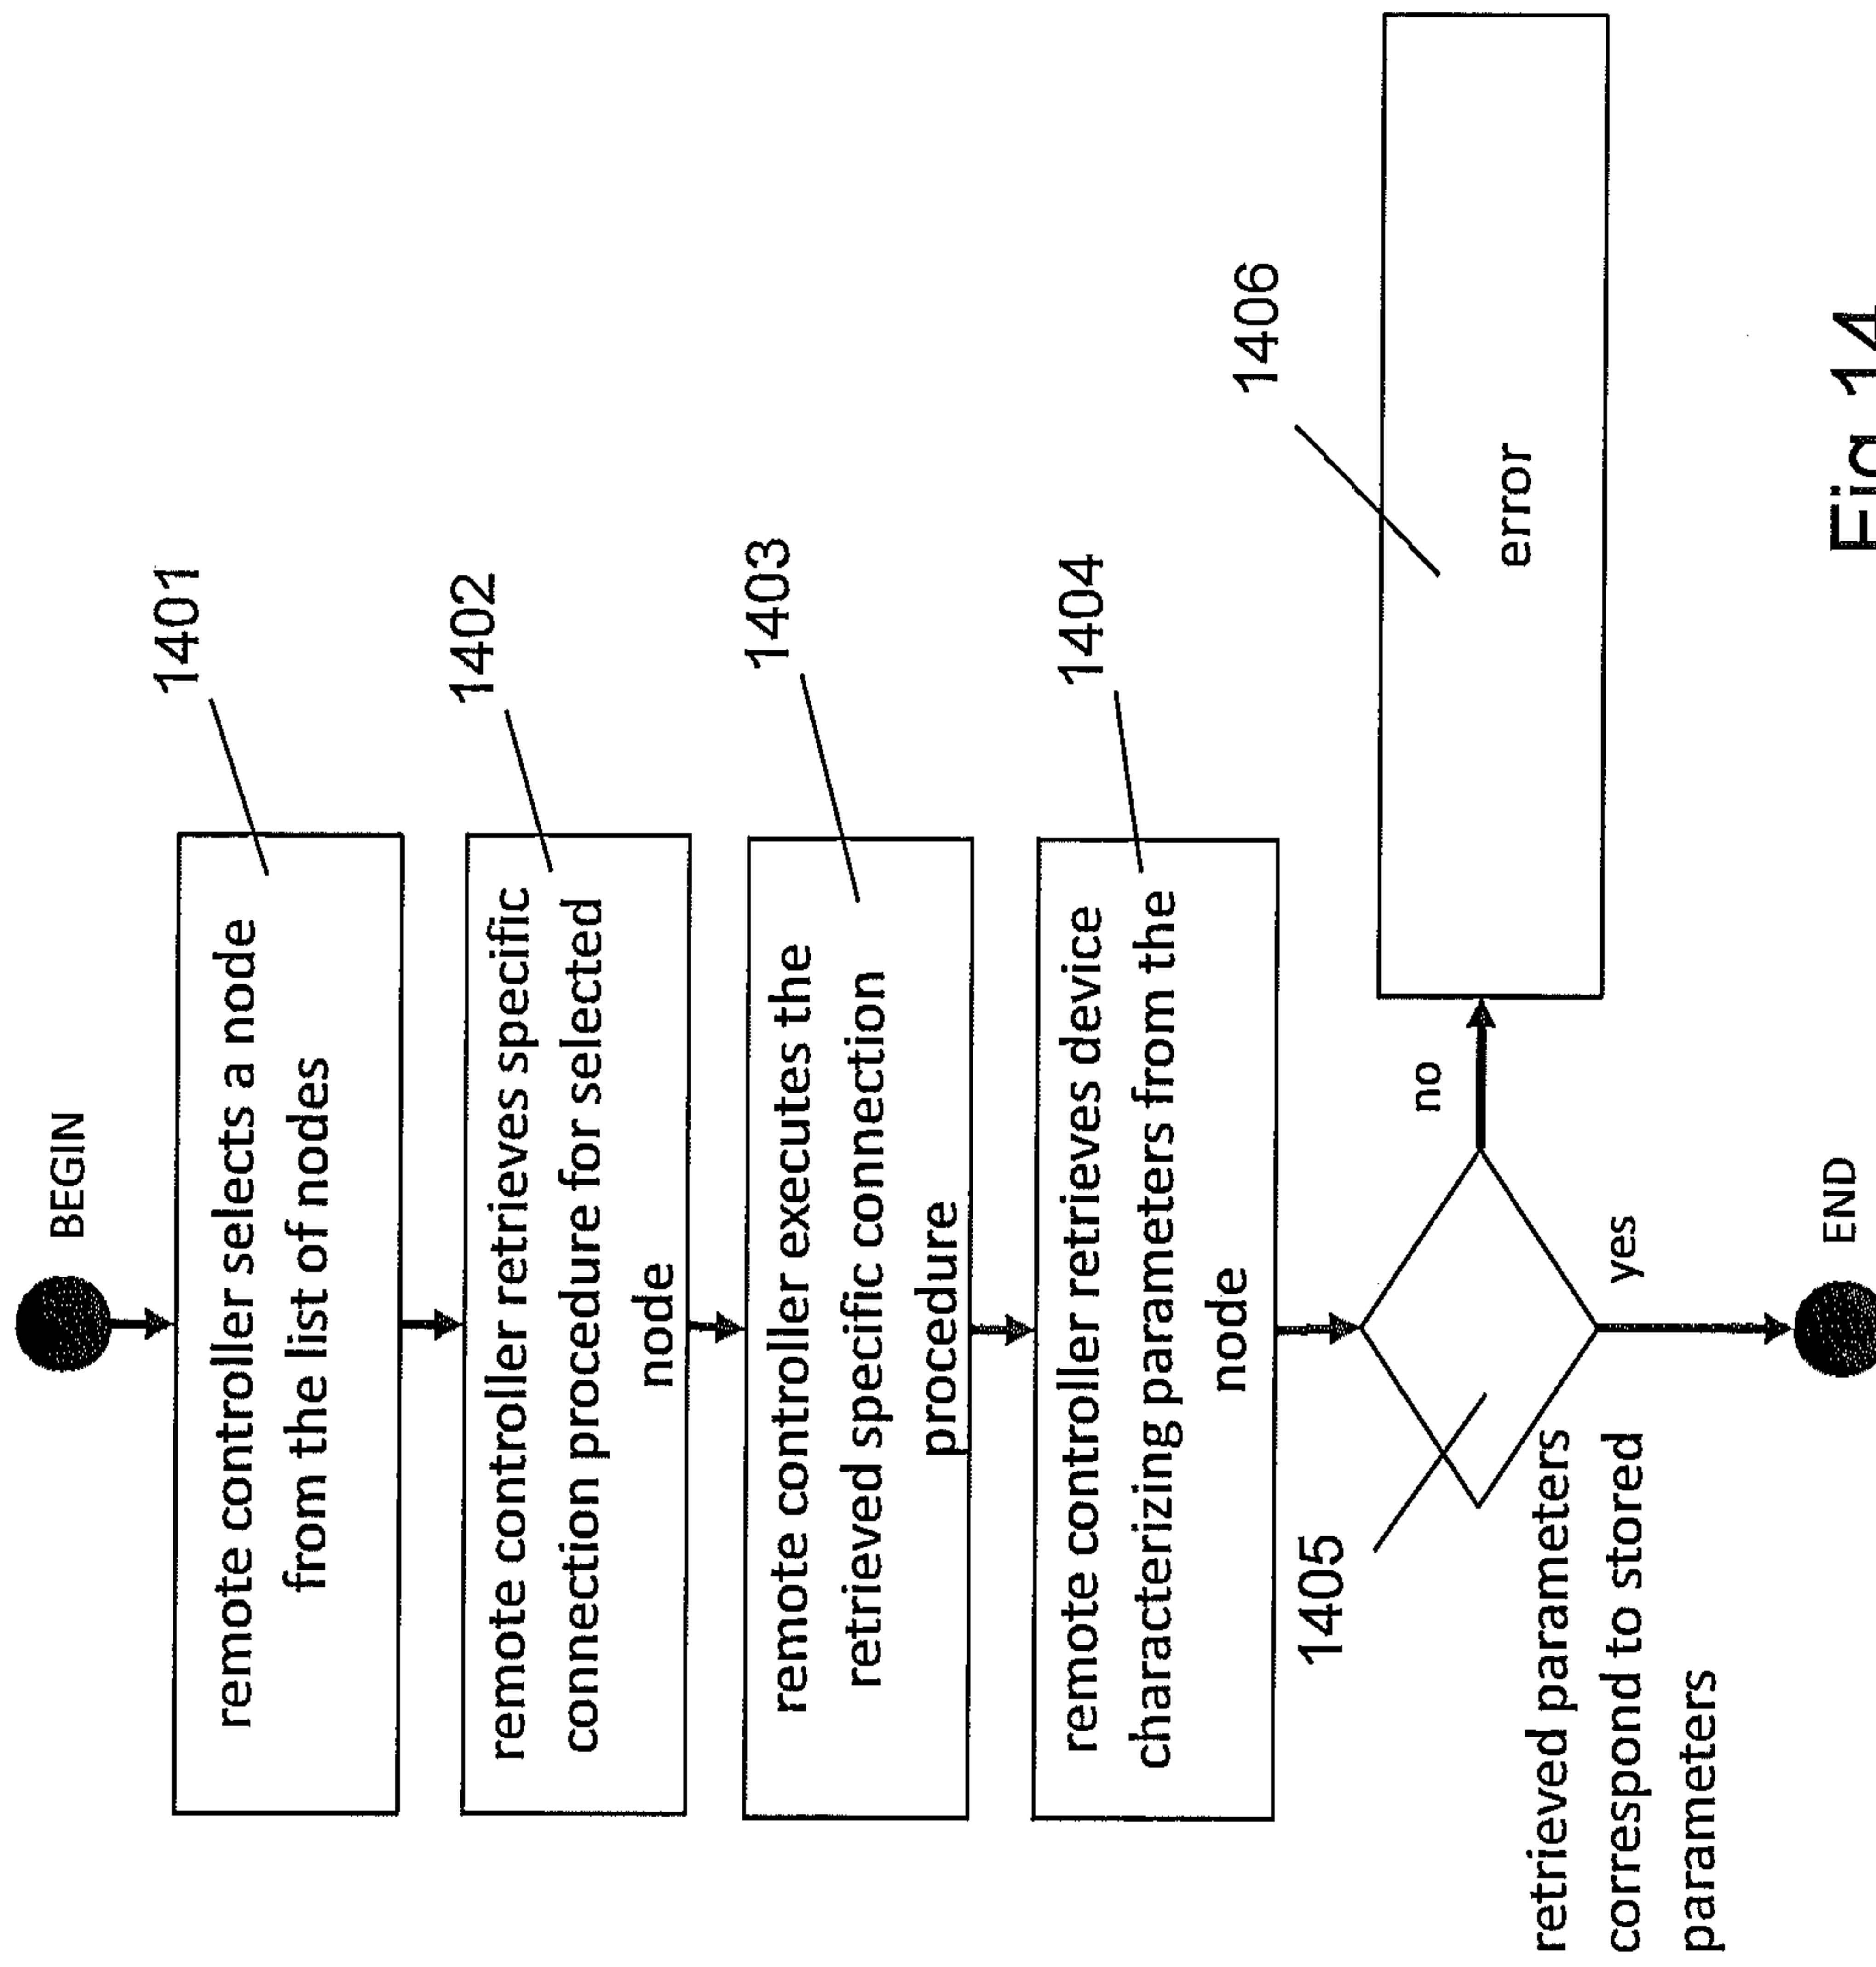 BEGIN
1401
remote controller selects a node
from the list of nodes
1402
remote controller retrieves specific
connection procedure for selected
node
1403
remote controller executes the
retrieved specific connection
procedure
1404
remote controller retrieves device
characterizing parameters from the
node
1405
retrieved parameters
correspond to stored
parameters
no
1406
error
yes
END
Fig 14